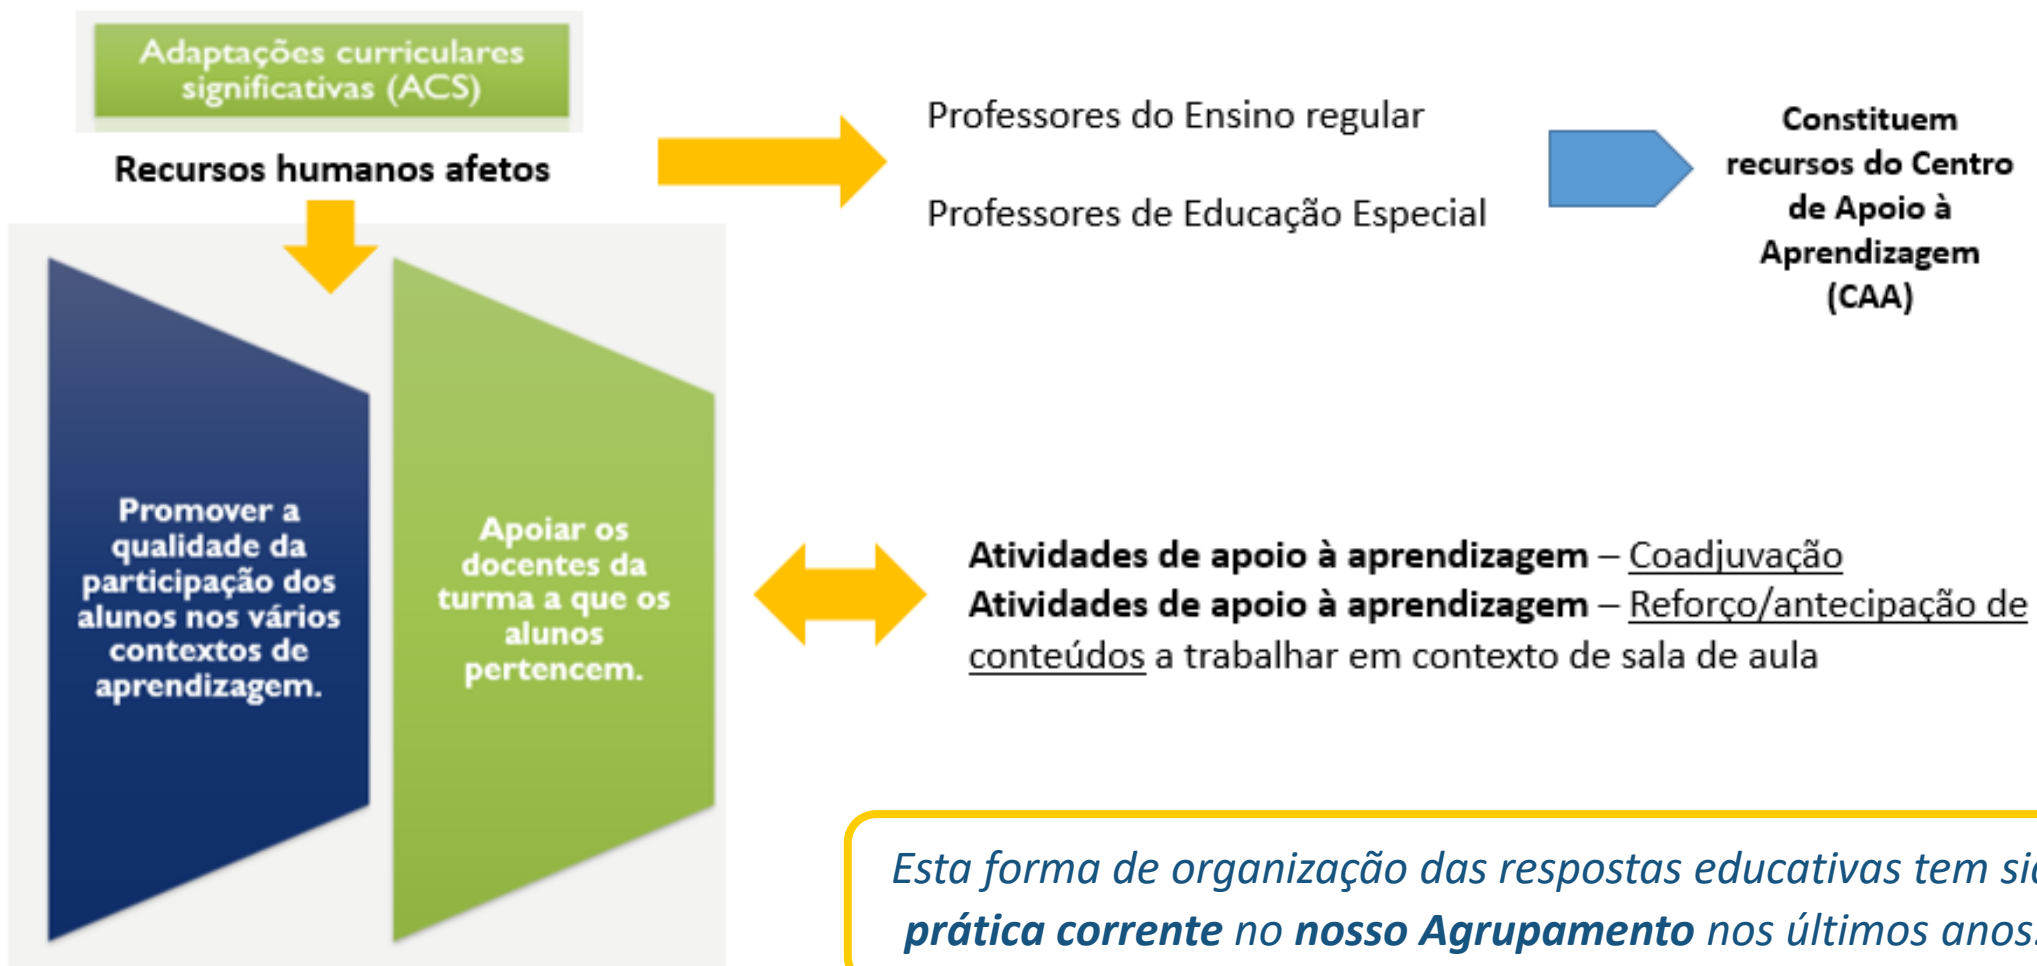 Adaptações curriculares
significativas (ACS)
Recursos humanos afetos
Professores do Ensino regular
Professores de Educação Especial
Constituem
recursos do Centro
de Apoio à
Aprendizagem
(CAA)
Promover a
qualidade da
participação dos
alunos nos vários
contextos de
aprendizagem.
Apoiar os
docentes da
turma a que os
alunos
pertencem.
Atividades de apoio à aprendizagem – Coadjuvação
Atividades de apoio à aprendizagem – Reforço/antecipação de
conteúdos a trabalhar em contexto de sala de aula
Esta forma de organização das respostas educativas tem
prática corrente no nosso Agrupamento nos últimos anos